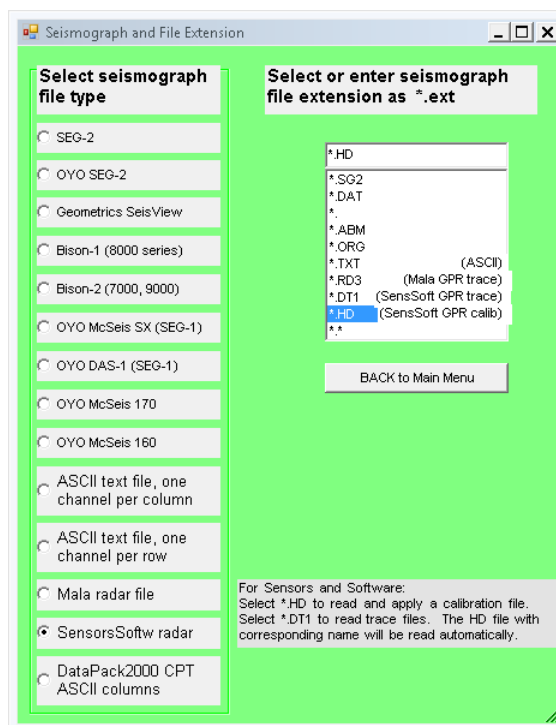 Seismograph and File Extension
Select seismograph
file type
SEG-2
OYO SEG-2
Geometrics SeisView
Bison-1 (8000 series)
Bison-2 (7000, 9000)
OYO McSeis SX (SEG-1)
OYO DAS-1 (SEG-1)
OYO McSeis 170
OYO McSeis 160
ASCII text file, one
channel per column
ASCII text file, one
channel per row
Mala radar file
SensorsSoftw radar
DataPack2000 CPT
ASCII columns
Select or enter seismograph
file extension as *.ext
*.HD
*.SG2
*.DAT
*.
*.ABM
*.ORG
*.TXT (ASCII)
*.RD3 (Mala GPR trace)
*.DT1 (SensSoft GPR trace)
*.HD (SensSoft GPR calib)
*.*
BACK to Main Menu
For Sensors and Software:
Select *.HD to read and apply a calibration file.
Select *.DT1 to read trace files. The HD file with
corresponding name will be read automatically.